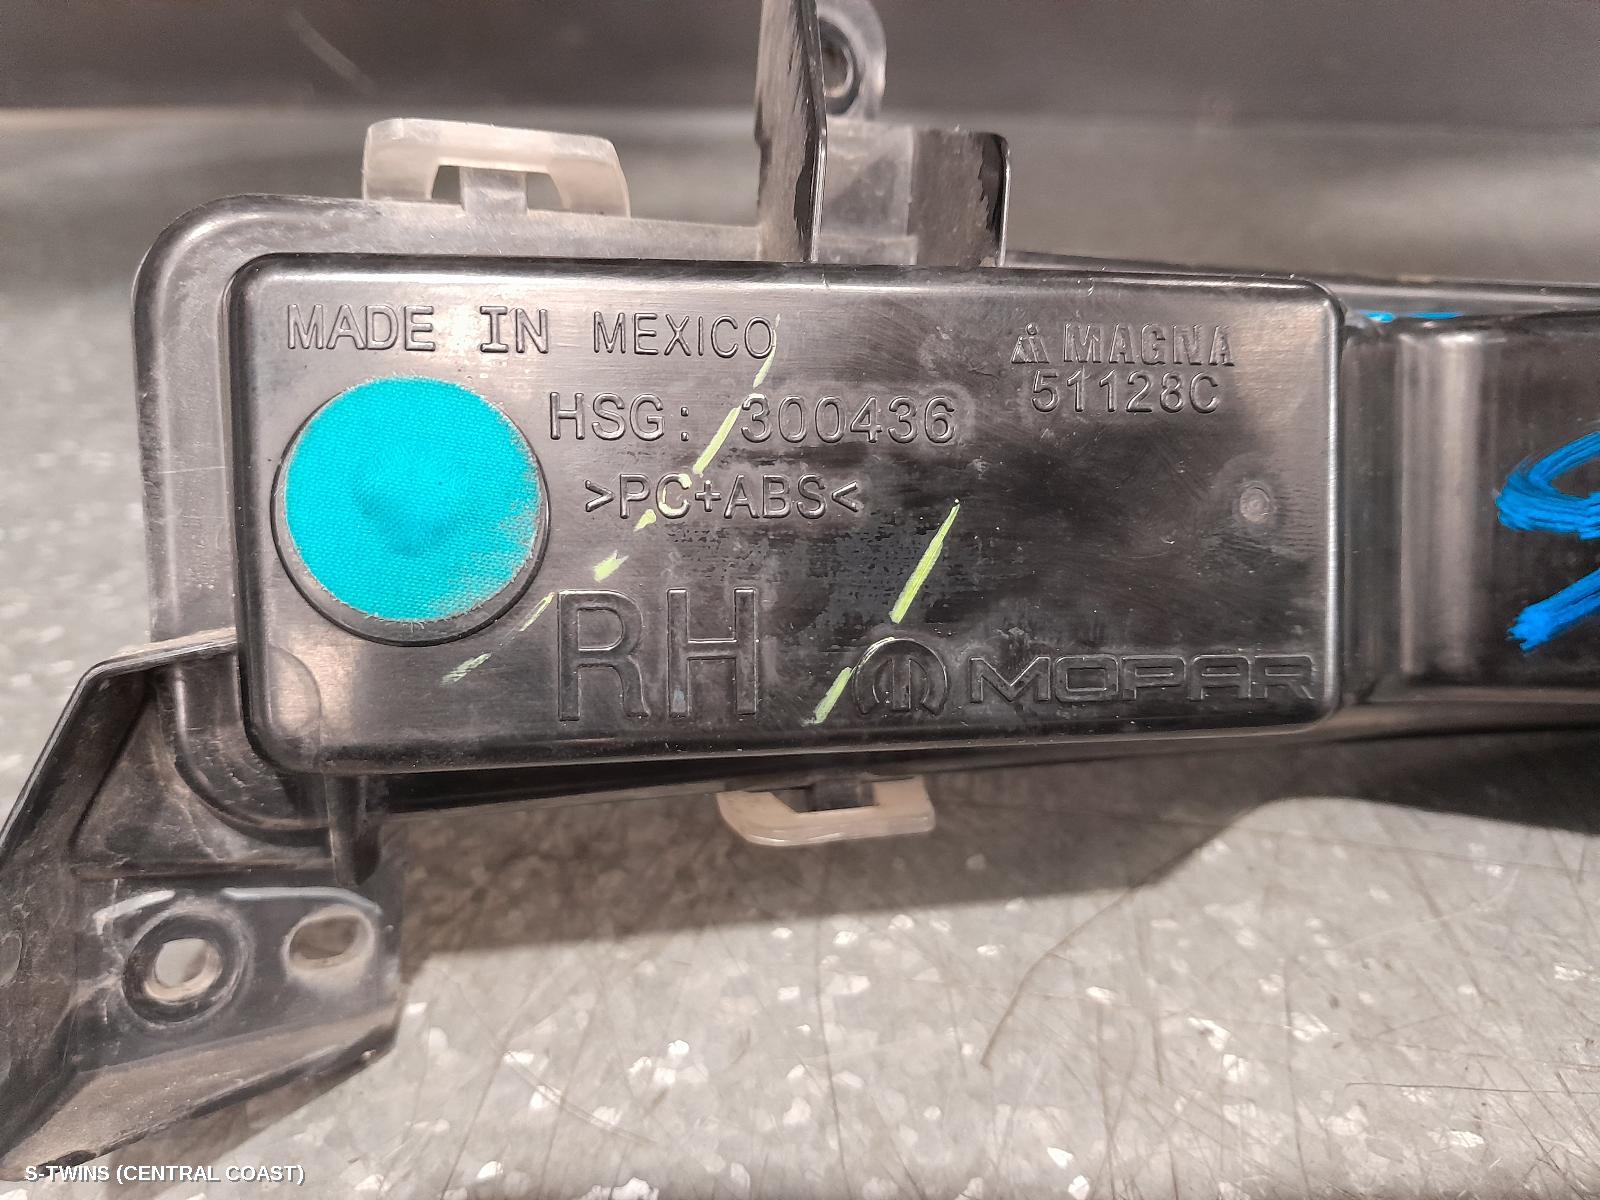 MADE IN MEXICO
MAGNA
51128C
HSG: 300436
>PC+ABS<
RH
MOPAR
S-TWINS (CENTRAL COAST)